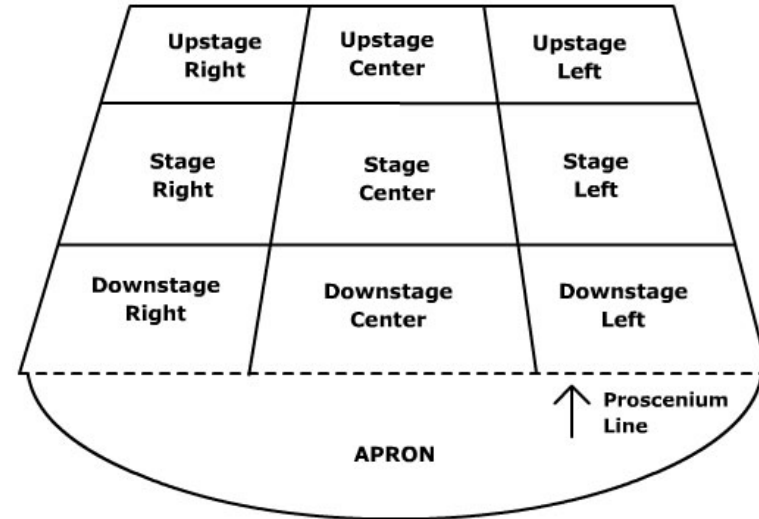 Upstage
Right
Upstage
Center
Upstage
Left
Stage
Right
Stage
Center
Stage
Left
Downstage
Right
Downstage
Center
Downstage
Left
Proscenium
Line
APRON